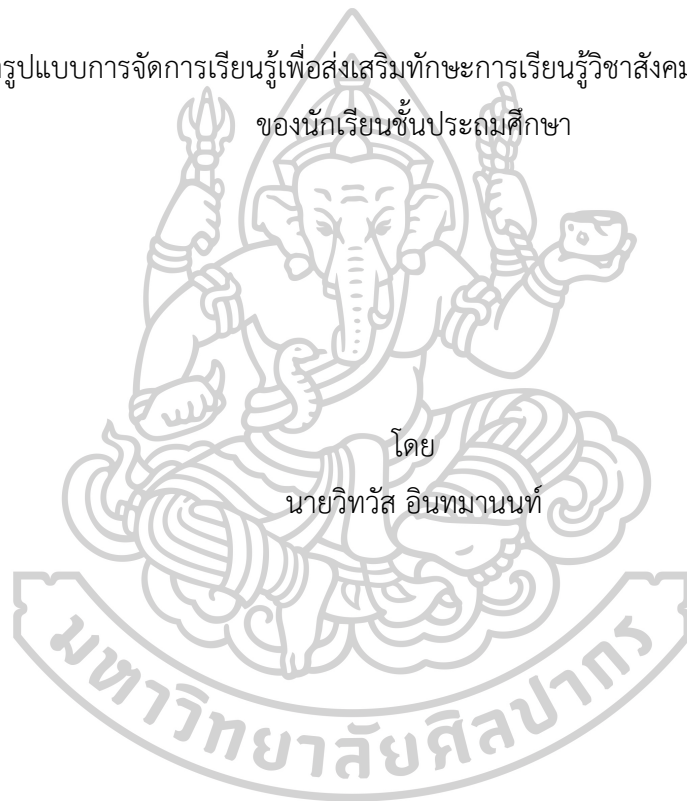 รูปแบบการจัดการเรียนรู้เพื่อส่งเสริมทักษะการเรียนรู้วิชาสังคม
ของนักเรียนชั้นประถมศึกษา
โดย
นายวิทวัส อินทมานนท์
มหาวิทยาลัยศิลปากร